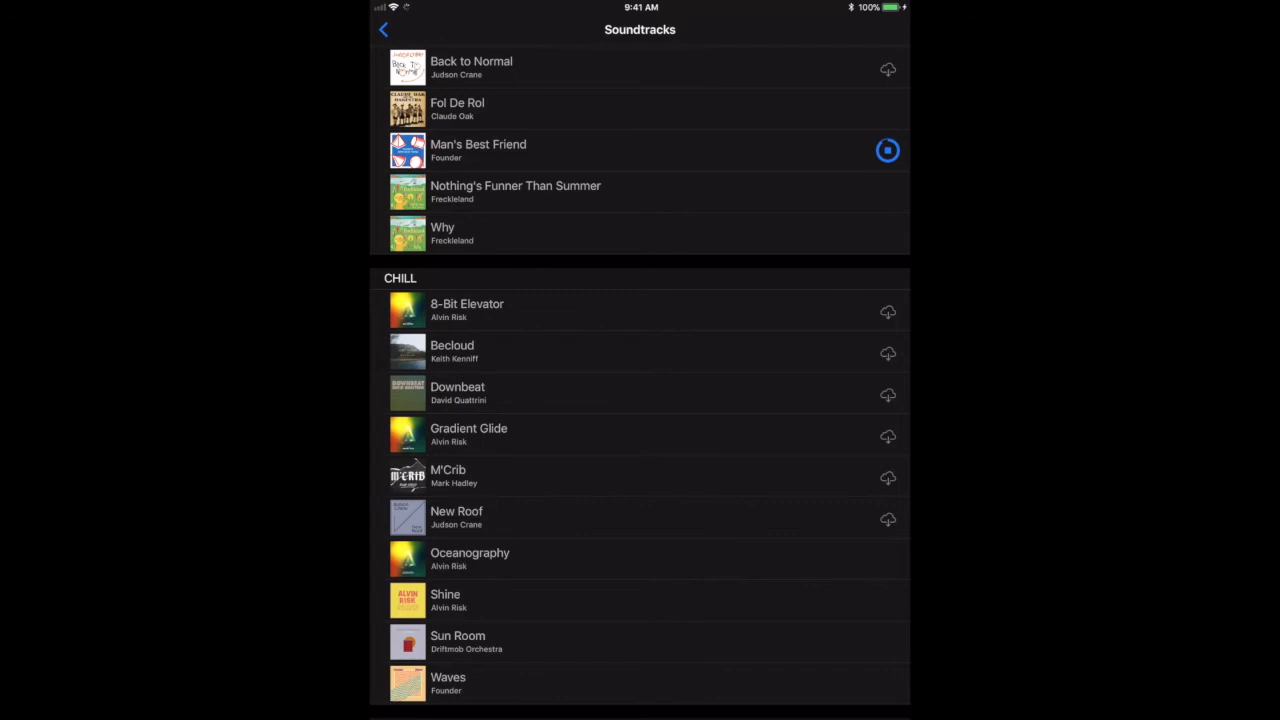 9:41 AM
100%
Soundtracks
Back to Normal
Judson Crane
Fol De Rol
Claude Oak
Man's Best Friend
Founder
Nothing's Funner Than Summer
Freckleland
Why
Freckleland
CHILL
8-Bit Elevator
Alvin Risk
Becloud
Keith Kenniff
Downbeat
David Quattrini
Gradient Glide
Alvin Risk
M'Crib
Mark Hadley
New Roof
Judson Crane
Oceanography
Alvin Risk
ALVIN
RISK
Shine
Alvin Risk
Sun Room
Driftmob Orchestra
Waves
Founder